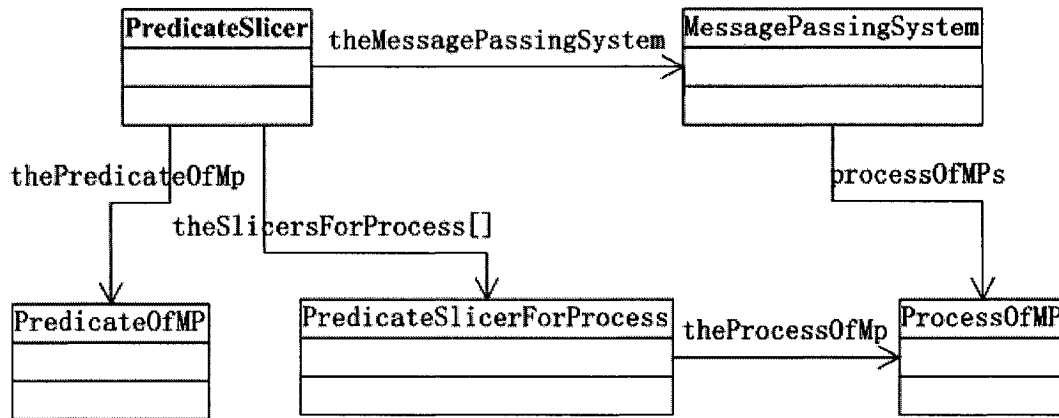 PredicateSlicer
theMessagePassingSystem
MessagePassingSystem
thePredicateOfMp
processOfMPs
theSlicersForProcess[]
PredicateOfMP
PredicateSlicerForProcess
theProcessOfMp
ProcessOfMP